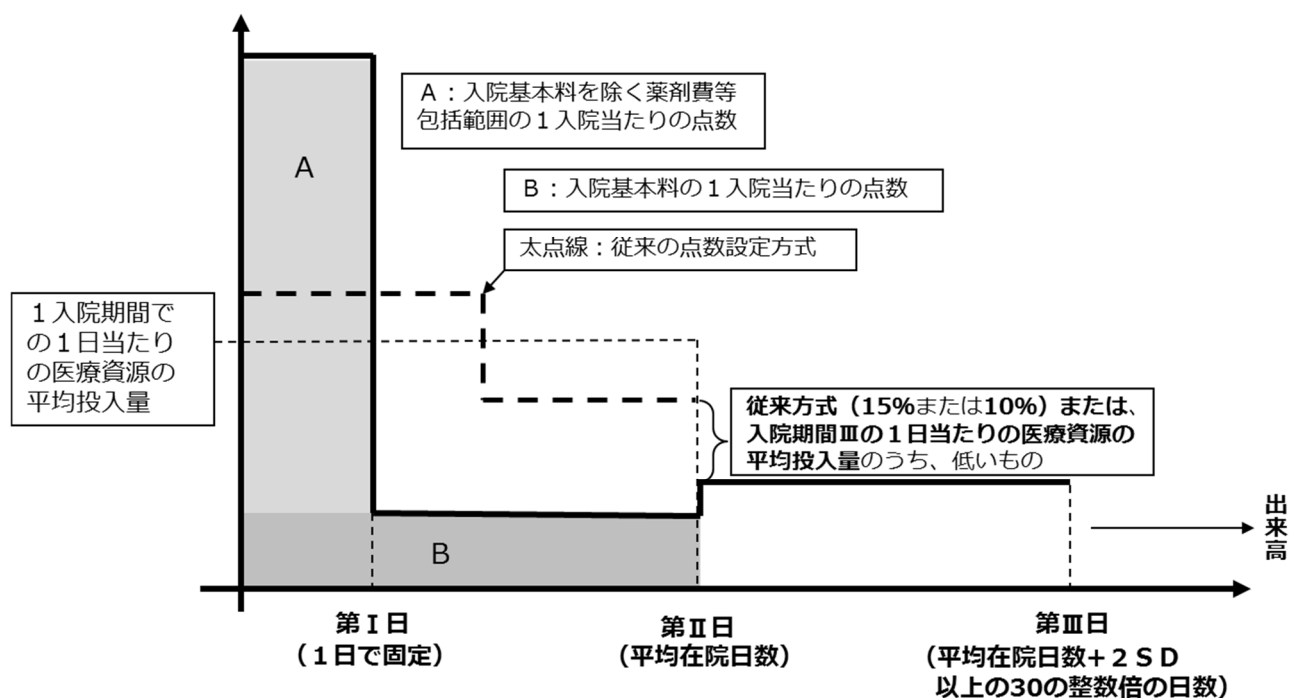 A：入院基本料を除く薬剤費等
包括範囲の１入院当たりの点数
A
B：入院基本料の１入院当たりの点数
太点線：従来の点数設定方式
１入院期間で
の１日当たり
の医療資源の
平均投入量
従来方式（15%または10%）または、
入院期間Ⅲの１日当たりの医療資源の
平均投入量のうち、低いもの
出来高
B
第Ⅰ日
（１日で固定）
第Ⅱ日
（平均在院日数）
第Ⅲ日
（平均在院日数＋２ＳＤ
以上の30の整数倍の日数）